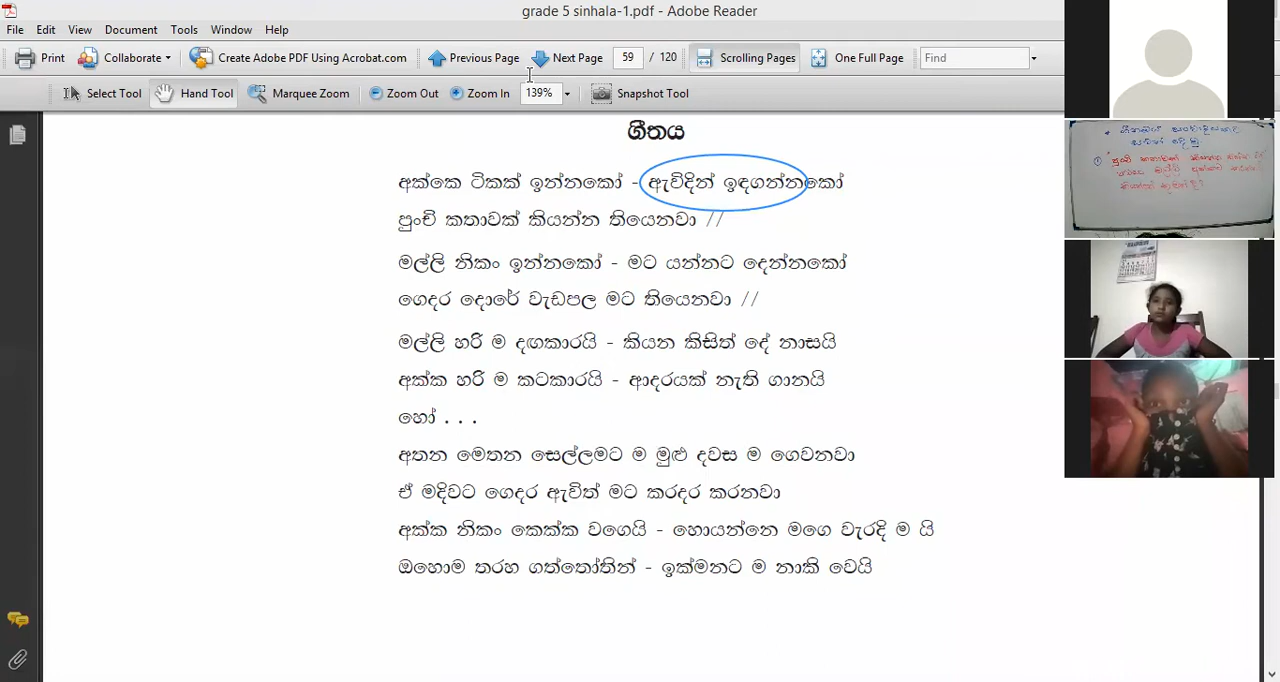 grade 5 sinhala-1.pdf - Adobe Reader
File Edit View Document Tools Window Help
Print Collaborate Create Adobe PDF Using Acrobat.com Previous Page Next Page 59 / 120 Scrolling Pages One Full Page Find
Select Tool Hand Tool Marquee Zoom Zoom Out Zoom In 139% Snapshot Tool
ගීතය
අක්කෙ ටිකක් ඉන්නකෝ - ඇවිදින් ඉඳගන්නකෝ
පුංචි කතාවක් කියන්න තියෙනවා //
මල්ලි නිකං ඉන්නකෝ - මට යන්නට දෙන්නකෝ
ගෙදර දොරේ වැඩපල මට තියෙනවා //
මල්ලි හරි ම දඟකාරයි - කියන කිසිත් දේ නාසයි
අක්ක හරි ම කටකාරයි - ආදරයක් නැති ගානයි
හෝ . . .
අතන මෙතන සෙල්ලමට ම මුළු දවස ම ගෙවනවා
ඒ මදිවට ගෙදර ඇවිත් මට කරදර කරනවා
අක්ක නිකං කෙක්ක වගෙයි - හොයන්නෙ මගෙ වැරදි ම යි
ඔහොම තරහ ගත්තෝතින් - ඉක්මනට ම නාකි වෙයි